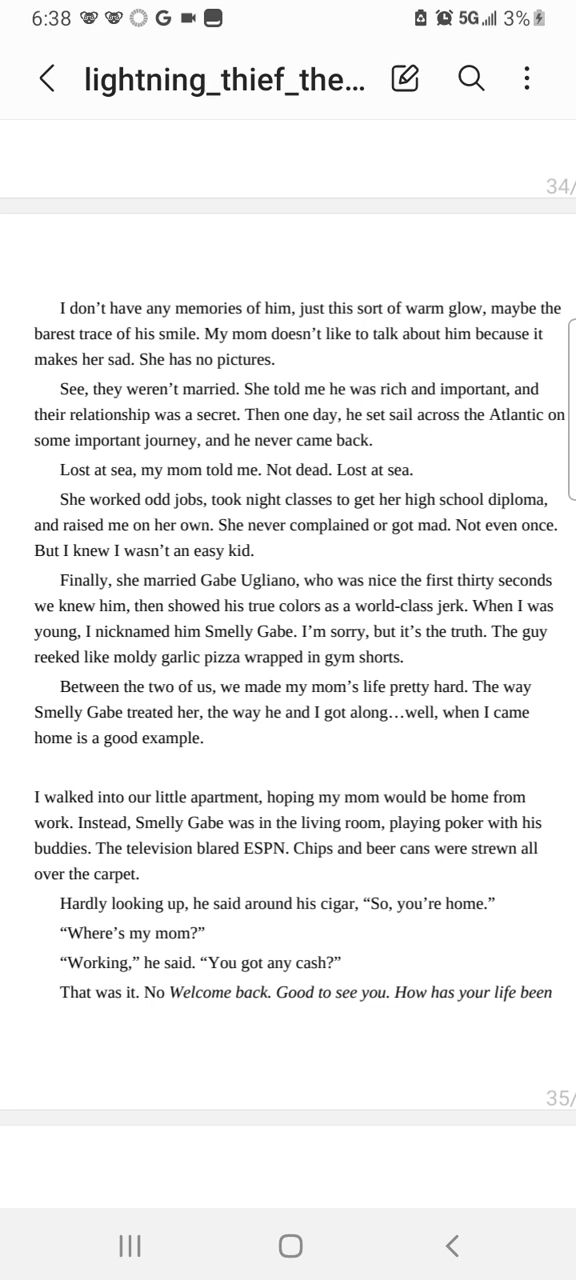 6:38 G 5G 3%
lightning_thief_the...
34/
I don’t have any memories of him, just this sort of warm glow, maybe the
barest trace of his smile. My mom doesn’t like to talk about him because it
makes her sad. She has no pictures.
See, they weren’t married. She told me he was rich and important, and
their relationship was a secret. Then one day, he set sail across the Atlantic on
some important journey, and he never came back.
Lost at sea, my mom told me. Not dead. Lost at sea.
She worked odd jobs, took night classes to get her high school diploma,
and raised me on her own. She never complained or got mad. Not even once.
But I knew I wasn’t an easy kid.
Finally, she married Gabe Ugliano, who was nice the first thirty seconds
we knew him, then showed his true colors as a world-class jerk. When I was
young, I nicknamed him Smelly Gabe. I’m sorry, but it’s the truth. The guy
reeked like moldy garlic pizza wrapped in gym shorts.
Between the two of us, we made my mom’s life pretty hard. The way
Smelly Gabe treated her, the way he and I got along…well, when I came
home is a good example.
I walked into our little apartment, hoping my mom would be home from
work. Instead, Smelly Gabe was in the living room, playing poker with his
buddies. The television blared ESPN. Chips and beer cans were strewn all
over the carpet.
Hardly looking up, he said around his cigar, “So, you’re home.”
“Where’s my mom?”
“Working,” he said. “You got any cash?”
That was it. No Welcome back. Good to see you. How has your life been
35/